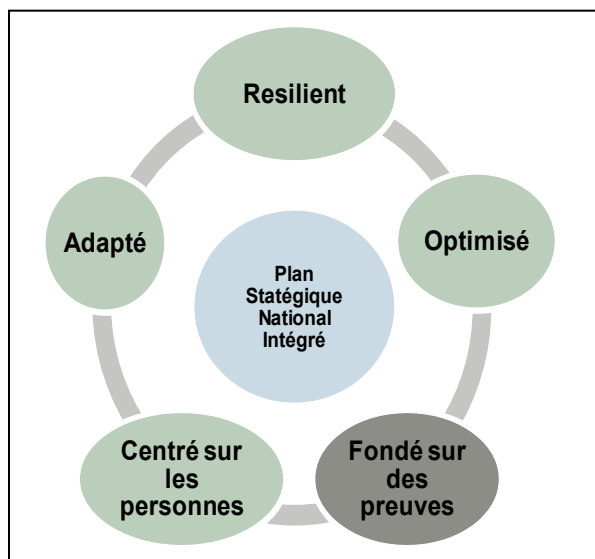 Resilient
Adapté
Optimisé
Plan
Statégique
National
Intégré
Centré sur
les
personnes
Fondé sur
des
preuves